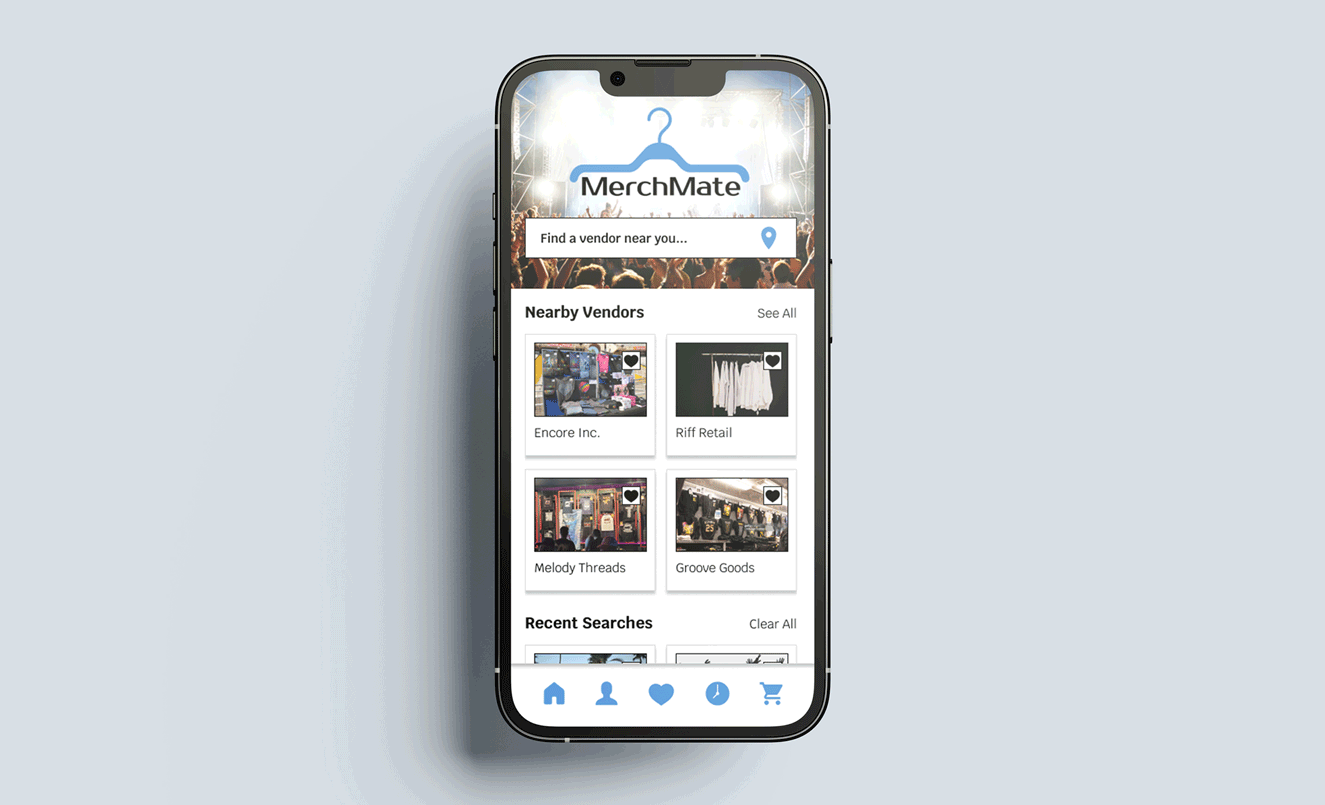 MerchMate
Find a vendor near you...
Nearby Vendors
See All
Encore Inc.
Riff Retail
Melody Threads
Groove Goods
Recent Searches
Clear All